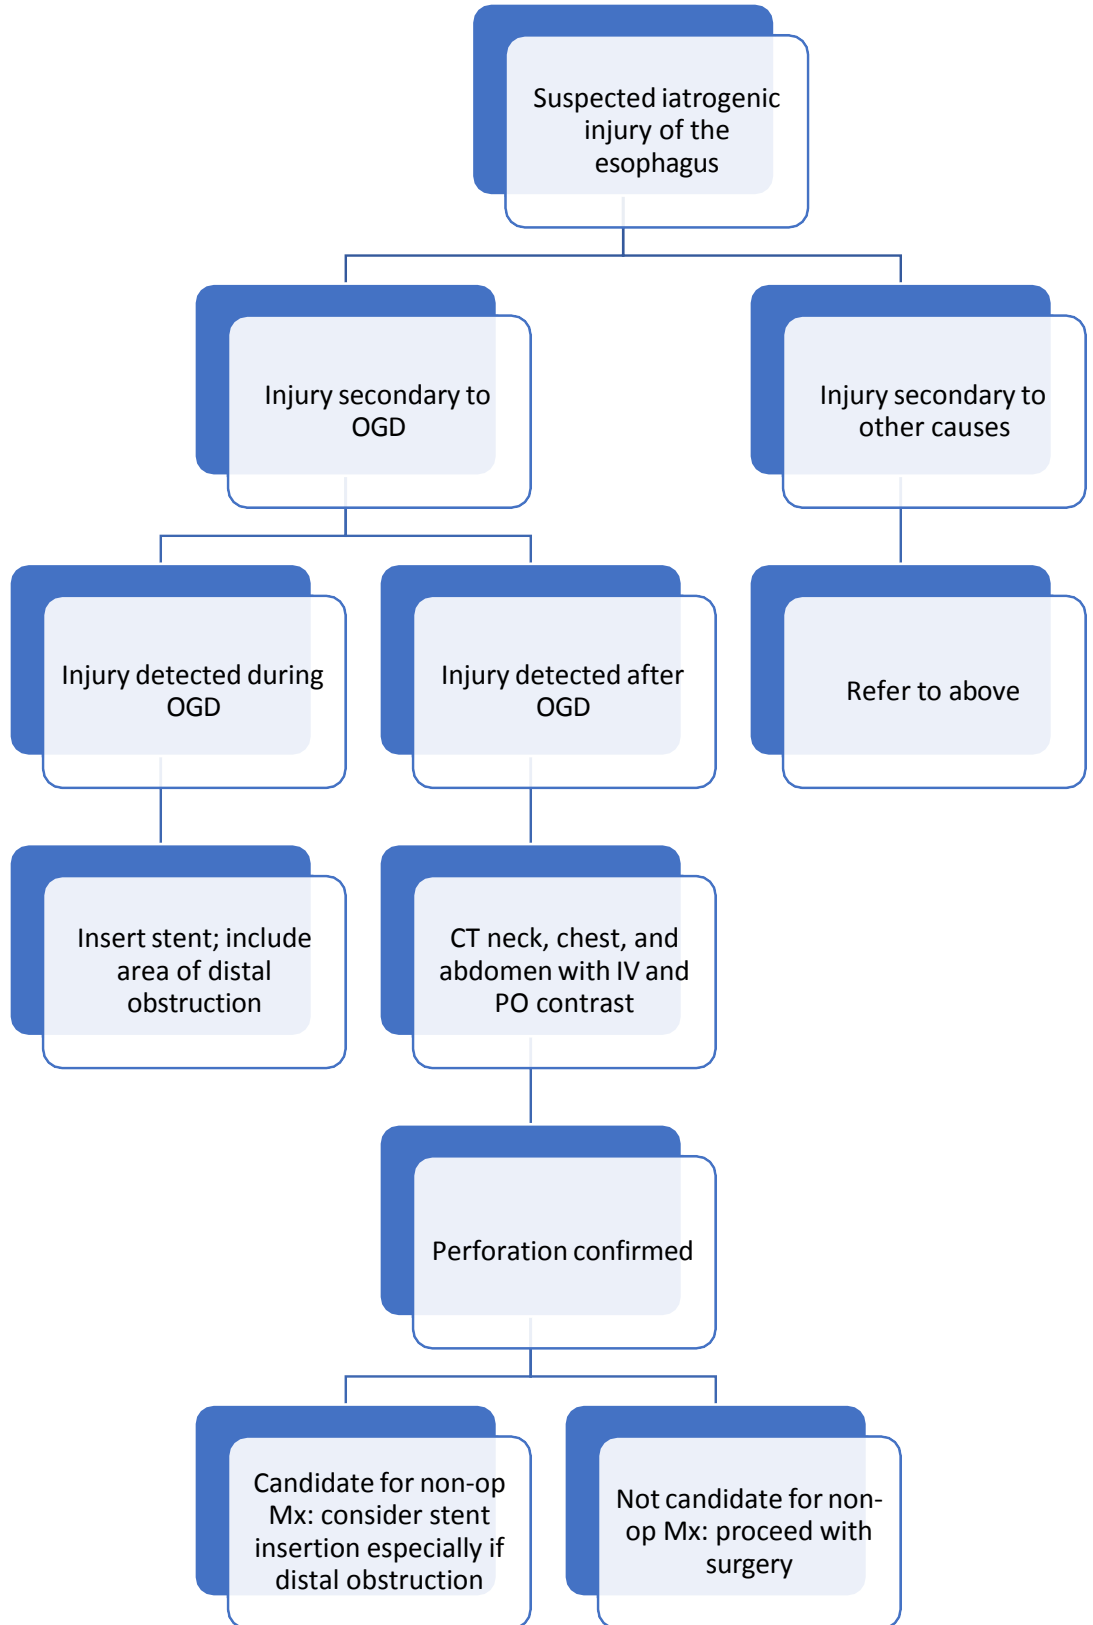 Suspected iatrogenic
injury of the
esophagus
Injury secondary to
OGD
Injury secondary to
other causes
Injury detected during
OGD
Injury detected after
OGD
Refer to above
Insert stent; include
area of distal
obstruction
CT neck, chest, and
abdomen with IV and
PO contrast
Perforation confirmed
Candidate for non-op
Mx: consider stent
insertion especially if
distal obstruction
Not candidate for non-
op Mx: proceed with
surgery